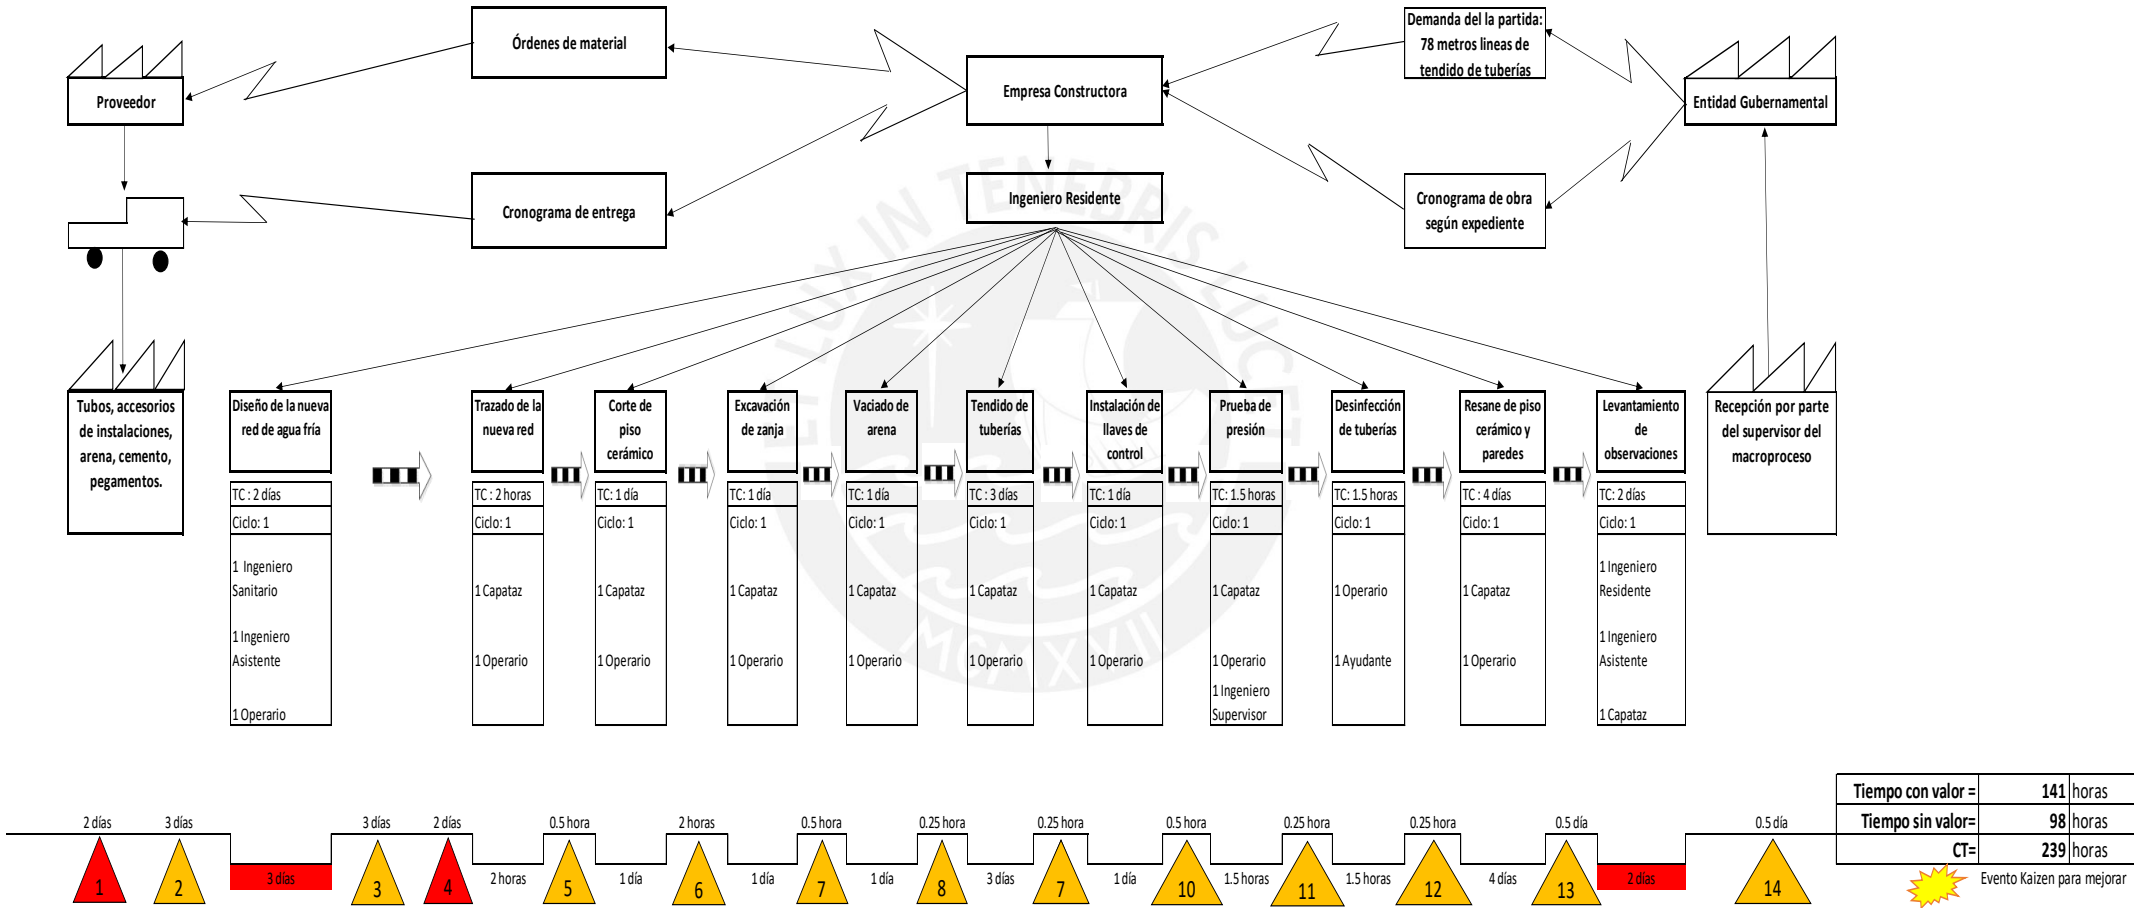 Proveedor
Órdenes de material
Cronograma de entrega
Empresa Constructora
Ingeniero Residente
Demanda del la partida:
78 metros lineas de
tendido de tuberías
Cronograma de obra
según expediente
Entidad Gubernamental
ET LUX IN TENEBRIS LUCET
MCMXVII
Tubos, accesorios
de instalaciones,
arena, cemento,
pegamentos.
Diseño de la nueva
red de agua fría
TC : 2 días
Ciclo: 1
1 Ingeniero
Sanitario
1 Ingeniero
Asistente
1 Operario
Trazado de la
nueva red
TC : 2 horas
Ciclo: 1
1 Capataz
1 Operario
Corte de
piso
cerámico
TC: 1 día
Ciclo: 1
1 Capataz
1 Operario
Excavación
de zanja
TC: 1 día
Ciclo: 1
1 Capataz
1 Operario
Vaciado de
arena
TC: 1 día
Ciclo: 1
1 Capataz
1 Operario
Tendido de
tuberías
TC : 3 días
Ciclo: 1
1 Capataz
1 Operario
Instalación de
llaves de
control
TC: 1 día
Ciclo: 1
1 Capataz
1 Operario
Prueba de
presión
TC: 1.5 horas
Ciclo: 1
1 Capataz
1 Operario
1 Ingeniero
Supervisor
Desinfección
de tuberías
TC: 1.5 horas
Ciclo: 1
1 Operario
1 Ayudante
Resane de piso
cerámico y
paredes
TC : 4 días
Ciclo: 1
1 Capataz
1 Operario
Levantamiento
de
observaciones
TC: 2 días
Ciclo: 1
1 Ingeniero
Residente
1 Ingeniero
Asistente
1 Capataz
Recepción por parte
del supervisor del
macroproceso
2 días 3 días 3 días 2 días 0.5 hora 2 horas 0.5 hora 0.25 hora 0.25 hora 0.5 hora 0.25 hora 0.25 hora 0.5 día 0.5 día
3 días 2 horas 1 día 1 día 1 día 3 días 1 día 1.5 horas 1.5 horas 4 días 2 días
1 2 3 4 5 6 7 8 7 10 11 12 13 14
Tiempo con valor = 141 horas
Tiempo sin valor= 98 horas
CT= 239 horas
Evento Kaizen para mejorar